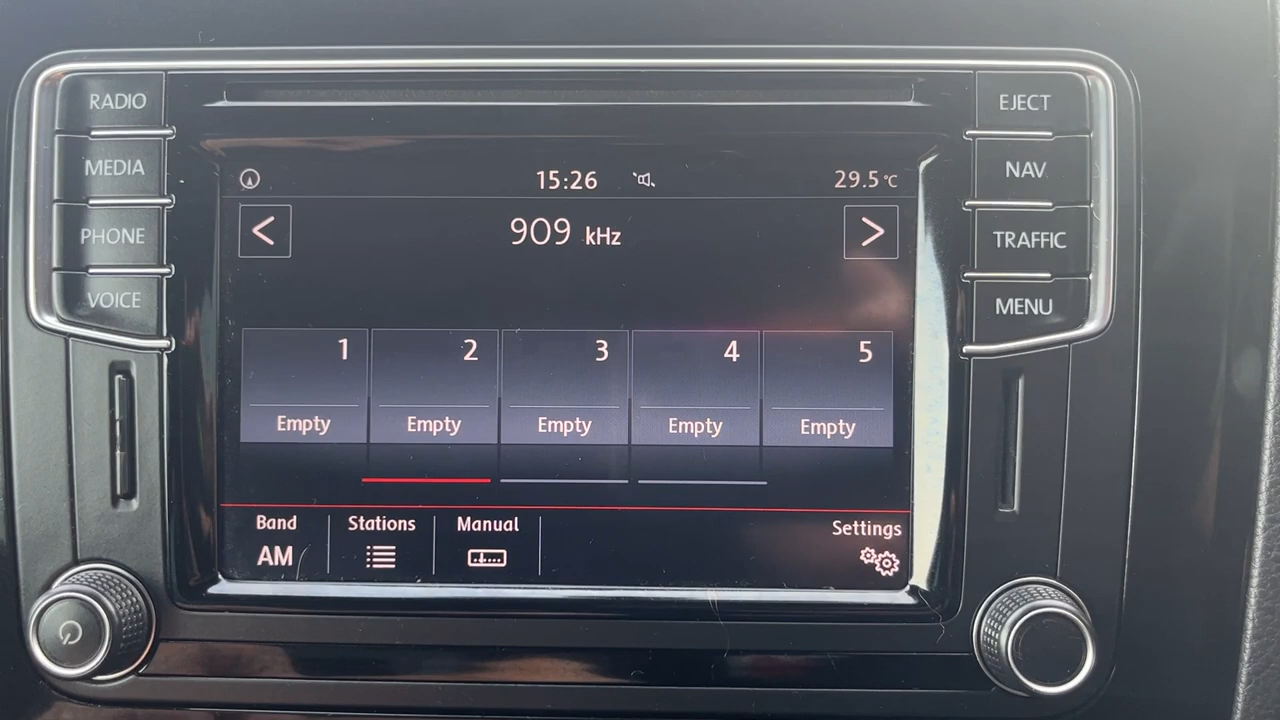 RADIO
MEDIA
PHONE
VOICE
EJECT
NAV
TRAFFIC
MENU
15:26
29.5 °C
<
909 kHz
>
1
2
3
4
5
Empty
Empty
Empty
Empty
Empty
Band
AM
Stations
Manual
Settings